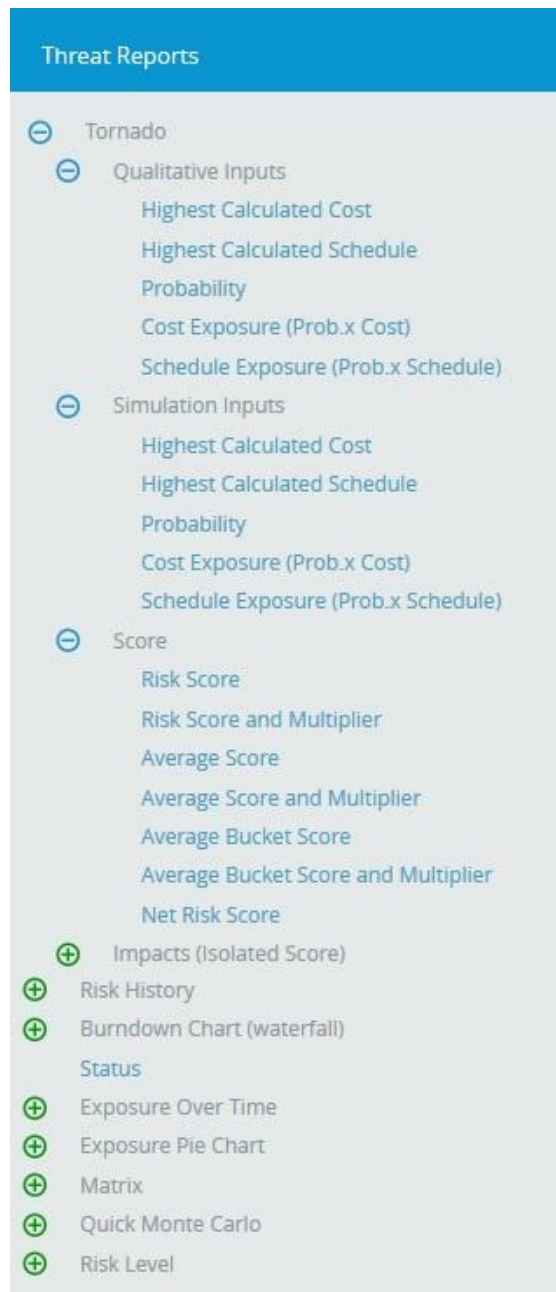 Threat Reports
Tornado
Qualitative Inputs
Highest Calculated Cost
Highest Calculated Schedule
Probability
Cost Exposure (Prob.x Cost)
Schedule Exposure (Prob.x Schedule)
Simulation Inputs
Highest Calculated Cost
Highest Calculated Schedule
Probability
Cost Exposure (Prob.x Cost)
Schedule Exposure (Prob.x Schedule)
Score
Risk Score
Risk Score and Multiplier
Average Score
Average Score and Multiplier
Average Bucket Score
Average Bucket Score and Multiplier
Net Risk Score
Impacts (Isolated Score)
Risk History
Burndown Chart (waterfall)
Status
Exposure Over Time
Exposure Pie Chart
Matrix
Quick Monte Carlo
Risk Level